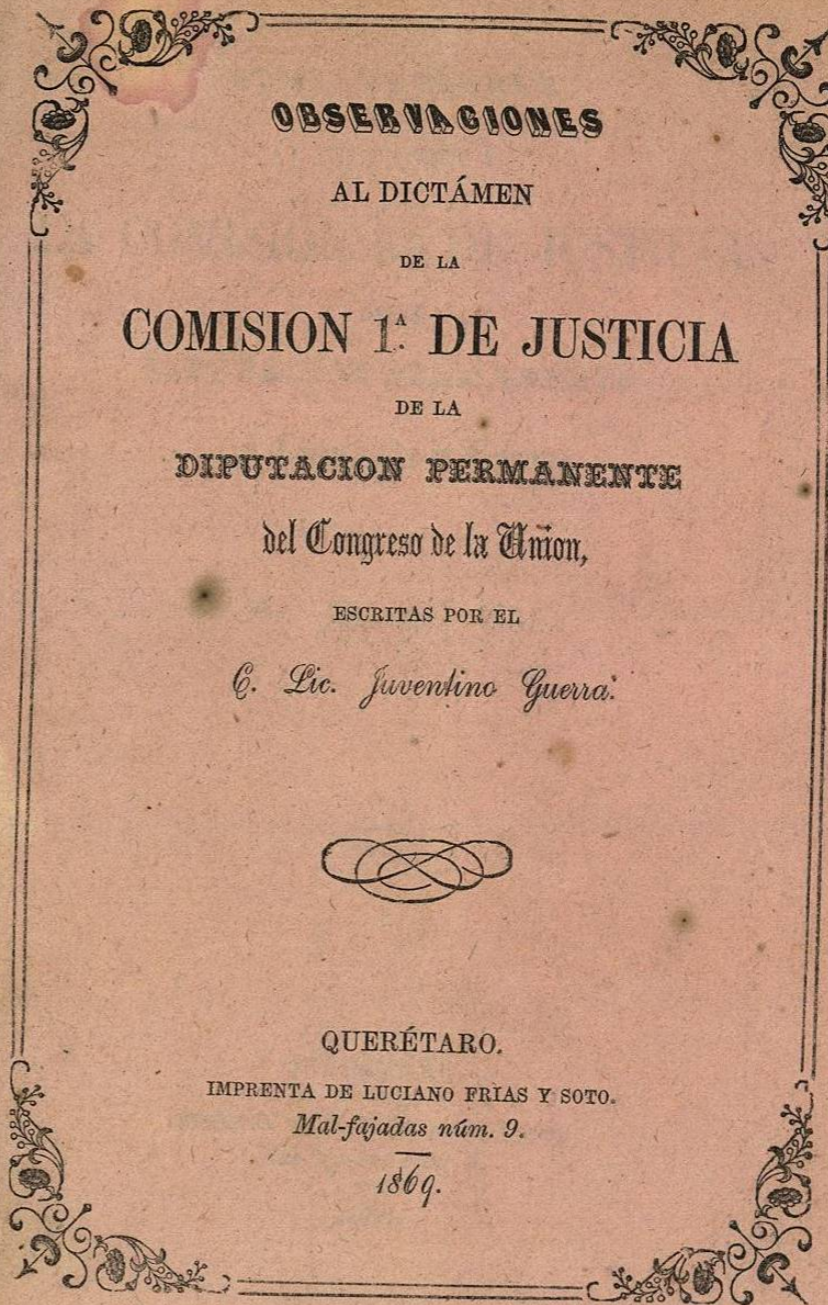 OBSERVACIONES
AL DICTÁMEN
DE LA
COMISION 1ª DE JUSTICIA
DE LA
DIPUTACION PERMANENTE
del Congreso de la Union,
ESCRITAS POR EL
C. Lic. Juventino Guerra.
QUERÉTARO.
IMPRENTA DE LUCIANO FRIAS Y SOTO.
Mal-fajadas núm. 9.
1869.